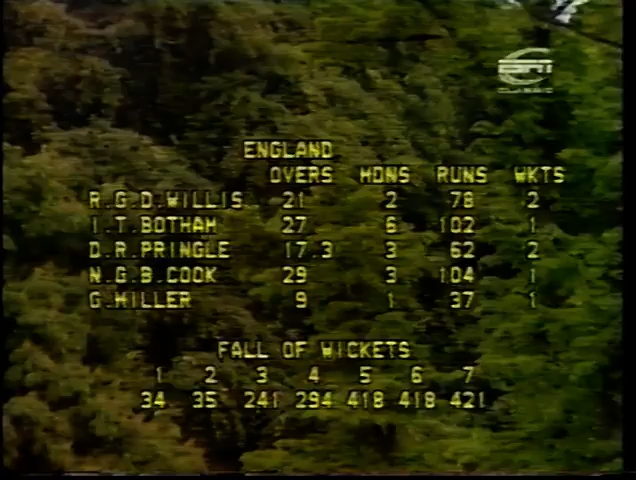 ESPN
CLASSIC
ENGLAND
OVERS MDNS RUNS WKTS
R.G.D.WILLIS 21 2 78 2
I.T.BOTHAM 27 6 102 1
D.R.PRINGLE 17.3 3 62 2
N.G.B.COOK 29 3 104 1
G.MILLER 9 1 37 1
FALL OF WICKETS
1 2 3 4 5 6 7
34 35 241 294 418 418 421